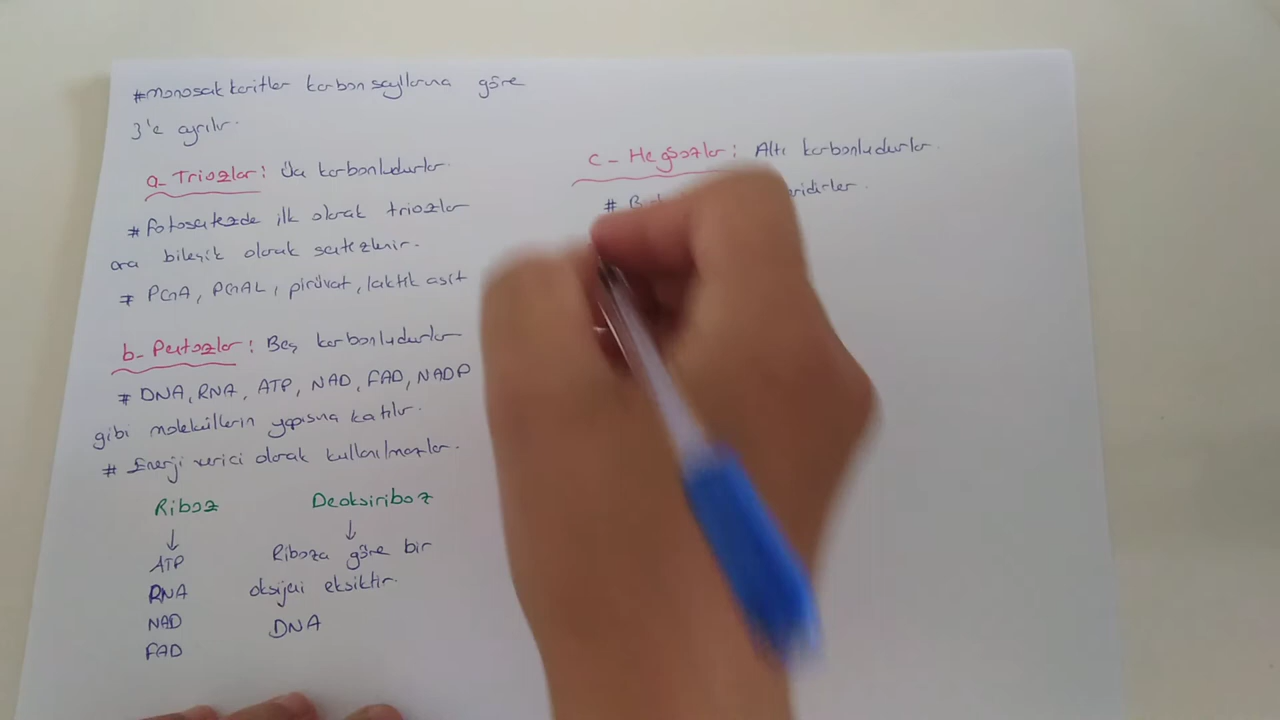 #monosakkaritler karbon sayılarına göre
3'e ayrılır.
a- Triozlar: Üç karbonludurlar.
#fotosentezde ilk olarak triozlar
ara bileşik olarak sentezlenir.
# PGA, PGAL, pirüvat, laktik asit
b- Pentozlar: Beş karbonludurlar
# DNA, RNA, ATP, NAD, FAD, NADP
gibi moleküllerin yapısına katılır.
# Enerji verici olarak kullanılmazlar.
Riboz
↓
ATP
RNA
NAD
FAD
Deoksiriboz
↓
Riboza göre bir
oksijeni eksiktir.
DNA
c- Hegsozlar: Altı karbonludurlar.
#